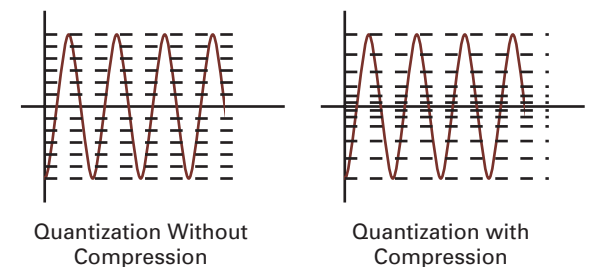 Quantization Without
Compression
Quantization with
Compression